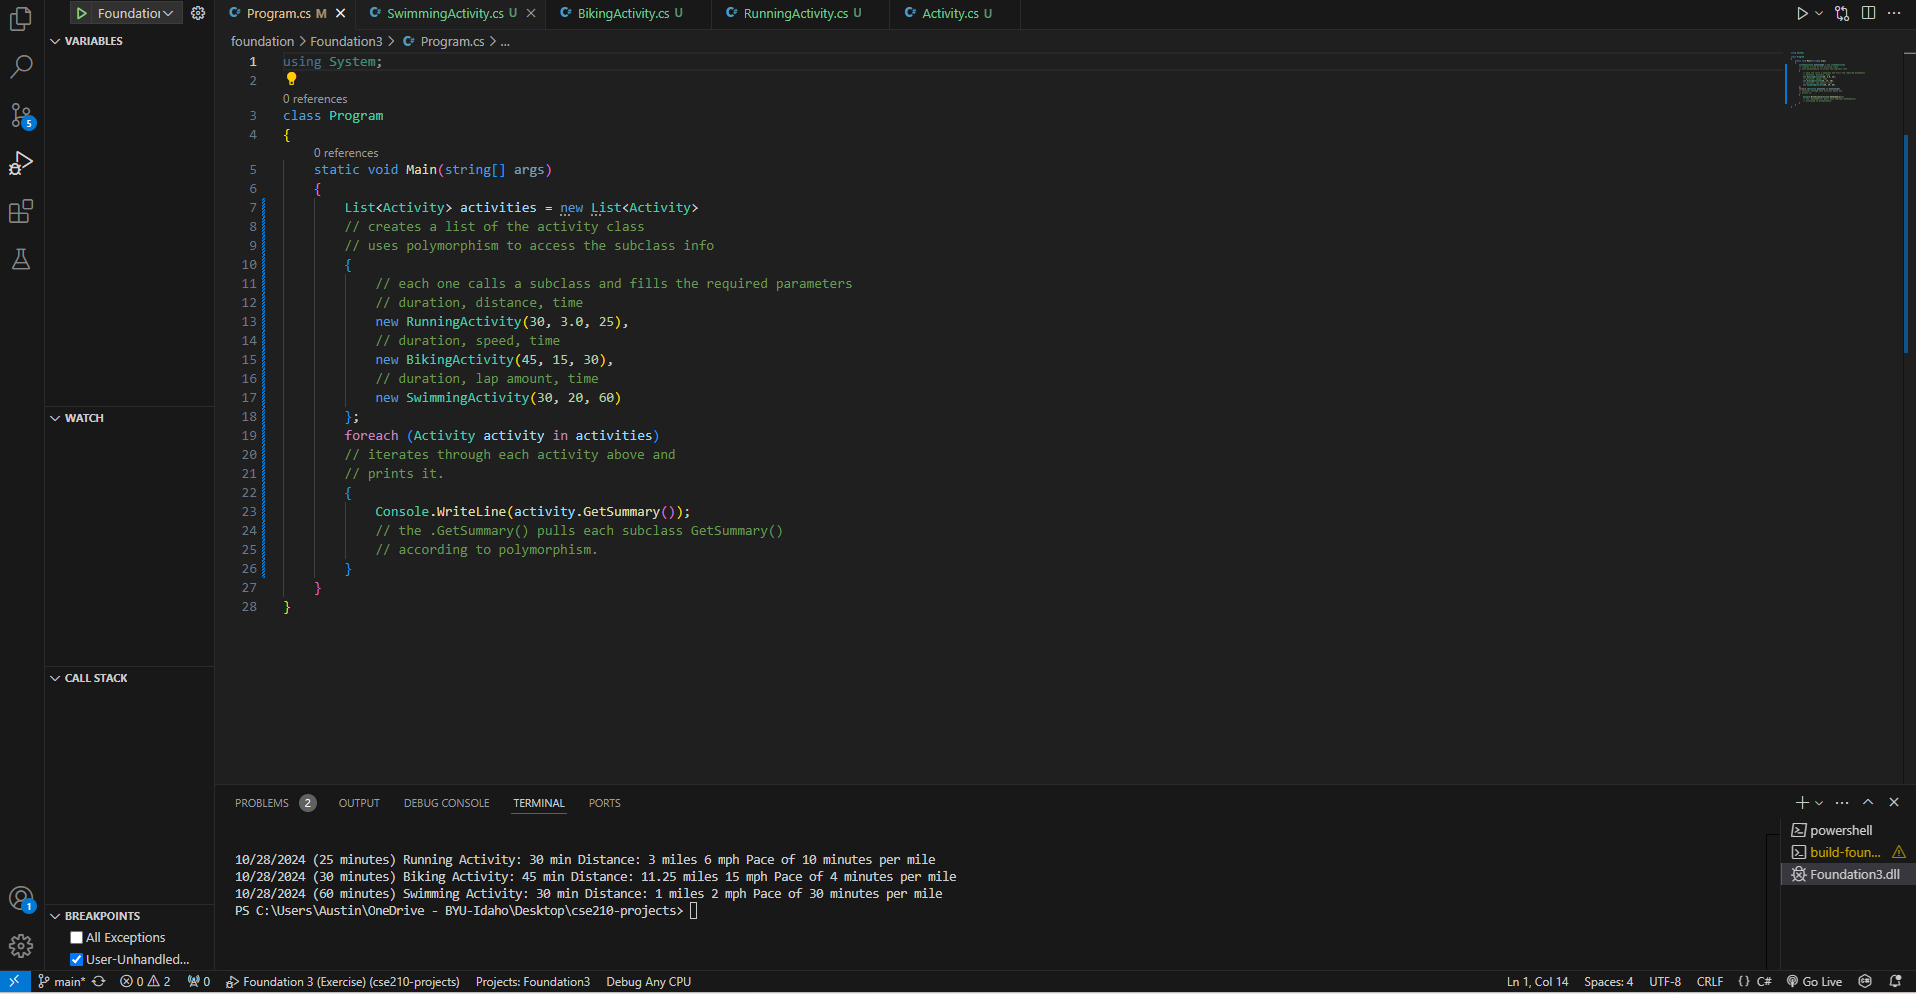 Foundation
Program.cs M
SwimmingActivity.cs U
BikingActivity.cs U
RunningActivity.cs U
Activity.cs U
VARIABLES
foundation > Foundation3 > Program.cs > ...
1 using System;
2
0 references
3 class Program
4 {
0 references
5 static void Main(string[] args)
6 {
7 List<Activity> activities = new List<Activity>
8 // creates a list of the activity class
9 // uses polymorphism to access the subclass info
10 {
11 // each one calls a subclass and fills the required parameters
12 // duration, distance, time
13 new RunningActivity(30, 3.0, 25),
14 // duration, speed, time
15 new BikingActivity(45, 15, 30),
16 // duration, lap amount, time
17 new SwimmingActivity(30, 20, 60)
18 };
19 foreach (Activity activity in activities)
20 // iterates through each activity above and
21 // prints it.
22 {
23 Console.WriteLine(activity.GetSummary());
24 // the .GetSummary() pulls each subclass GetSummary()
25 // according to polymorphism.
26 }
27 }
28 }
5
WATCH
CALL STACK
BREAKPOINTS
All Exceptions
User-Unhandled...
1
PROBLEMS 2 OUTPUT DEBUG CONSOLE TERMINAL PORTS
10/28/2024 (25 minutes) Running Activity: 30 min Distance: 3 miles 6 mph Pace of 10 minutes per mile
10/28/2024 (30 minutes) Biking Activity: 45 min Distance: 11.25 miles 15 mph Pace of 4 minutes per mile
10/28/2024 (60 minutes) Swimming Activity: 30 min Distance: 1 miles 2 mph Pace of 30 minutes per mile
PS C:\Users\Austin\OneDrive - BYU-Idaho\Desktop\cse210-projects>
powershell
build-foun...
Foundation3.dll
main* 0 2 0 Foundation 3 (Exercise) (cse210-projects) Projects: Foundation3 Debug Any CPU Ln 1, Col 14 Spaces: 4 UTF-8 CRLF {} C# Go Live